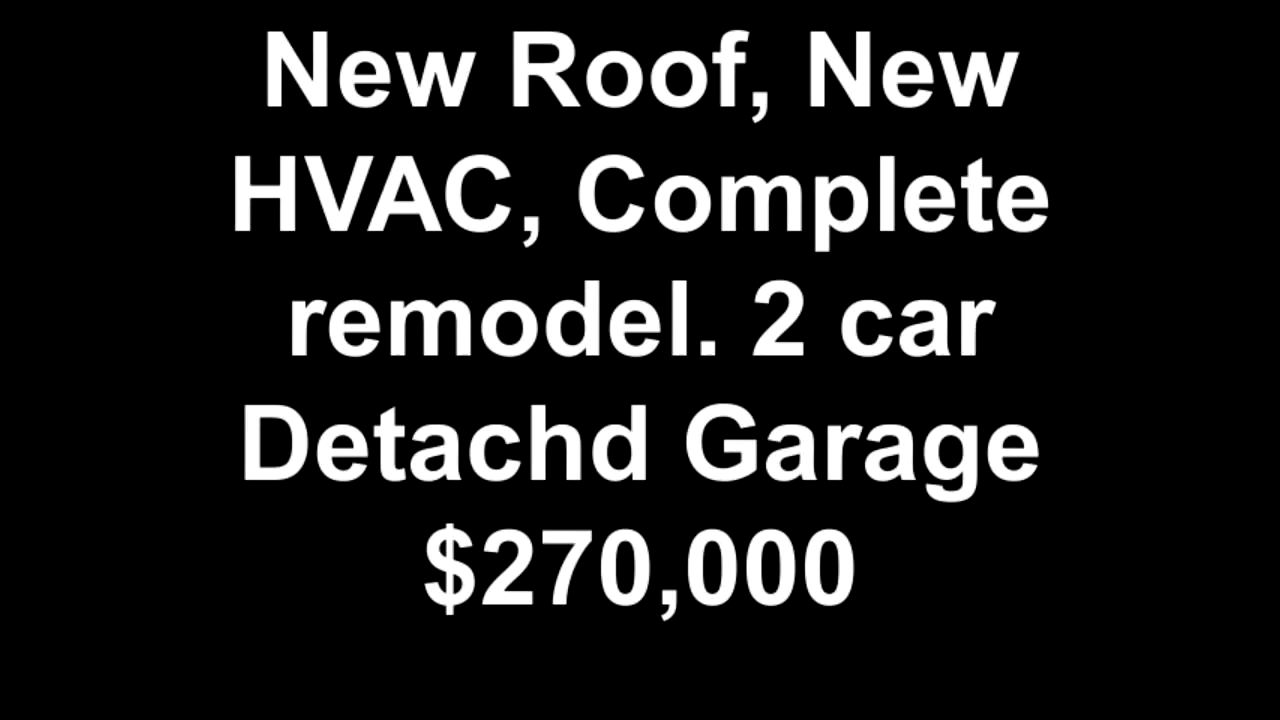 New Roof, New
HVAC, Complete
remodel. 2 car
Detachd Garage
$270,000